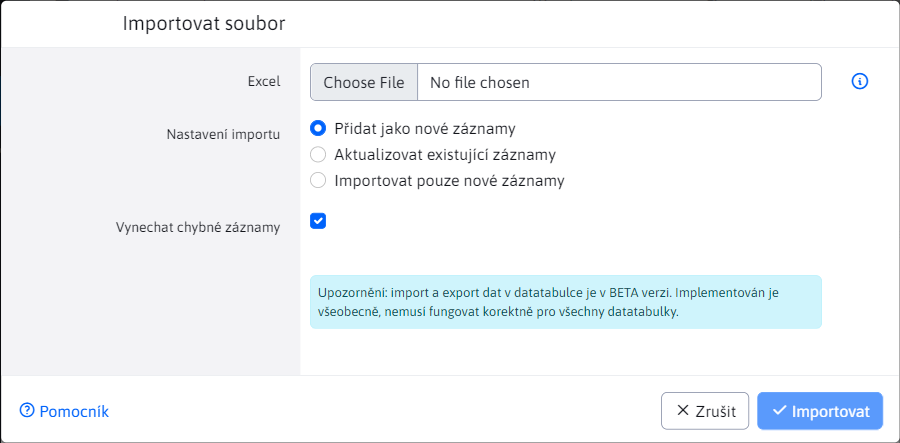 Importovat soubor
Excel
Choose File No file chosen
Nastavení importu
Přidat jako nové záznamy
Aktualizovat existující záznamy
Importovat pouze nové záznamy
Vynechat chybné záznamy
Upozornění: import a export dat v datatabulce je v BETA verzi. Implementován je
všeobecně, nemusí fungovat korektně pro všechny datatabulky.
Pomocník
Zrušit
Importovat